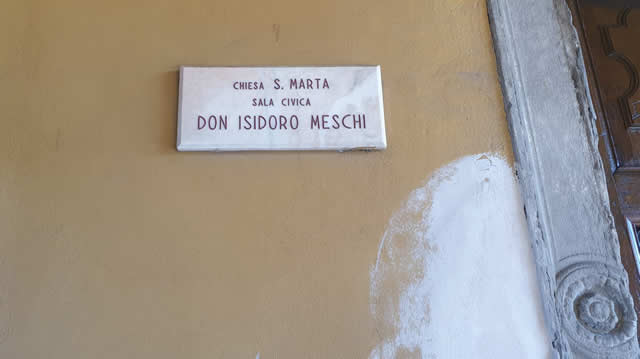 CHIESA S. MARTA
SALA CIVICA
DON ISIDORO MESCHI